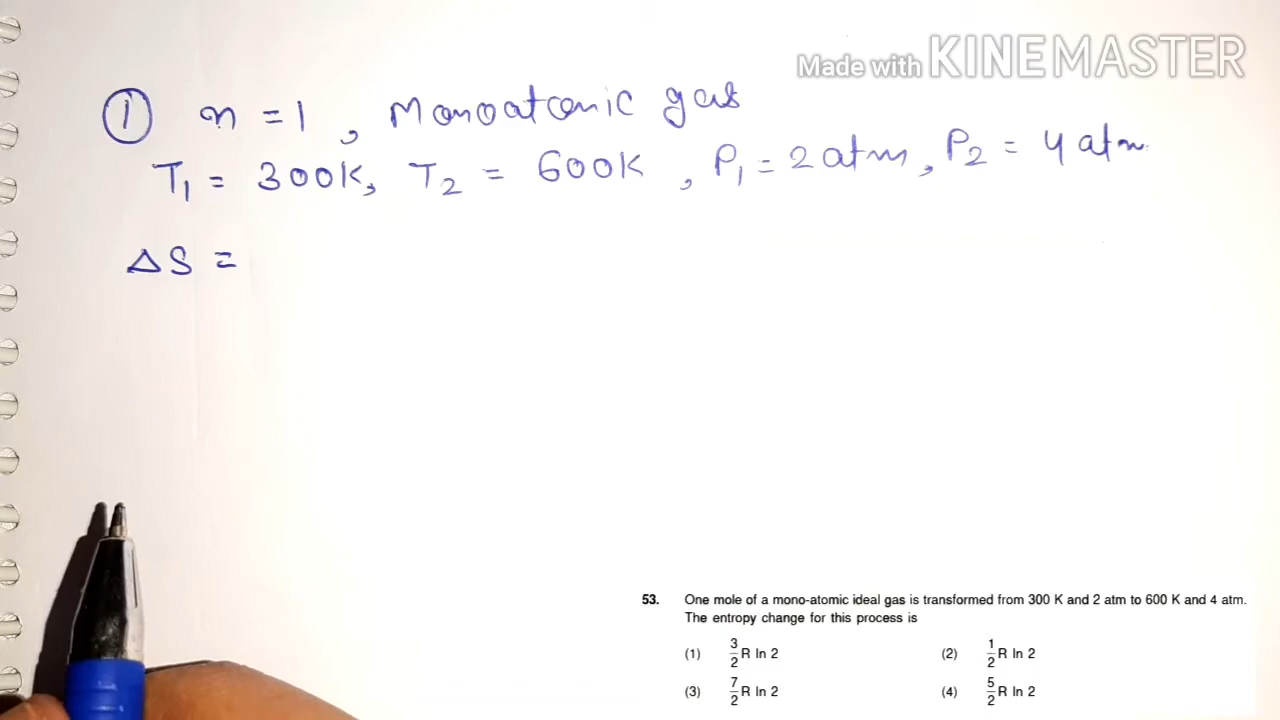 Made with KINEMASTER
① n = 1, Monoatomic gas
T₁ = 300K, T₂ = 600K, P₁ = 2 atm, P₂ = 4 atm.
ΔS =
53. One mole of a mono-atomic ideal gas is transformed from 300 K and 2 atm to 600 K and 4 atm.
The entropy change for this process is
(1) 3/2 R ln 2 (2) 1/2 R ln 2
(3) 7/2 R ln 2 (4) 5/2 R ln 2